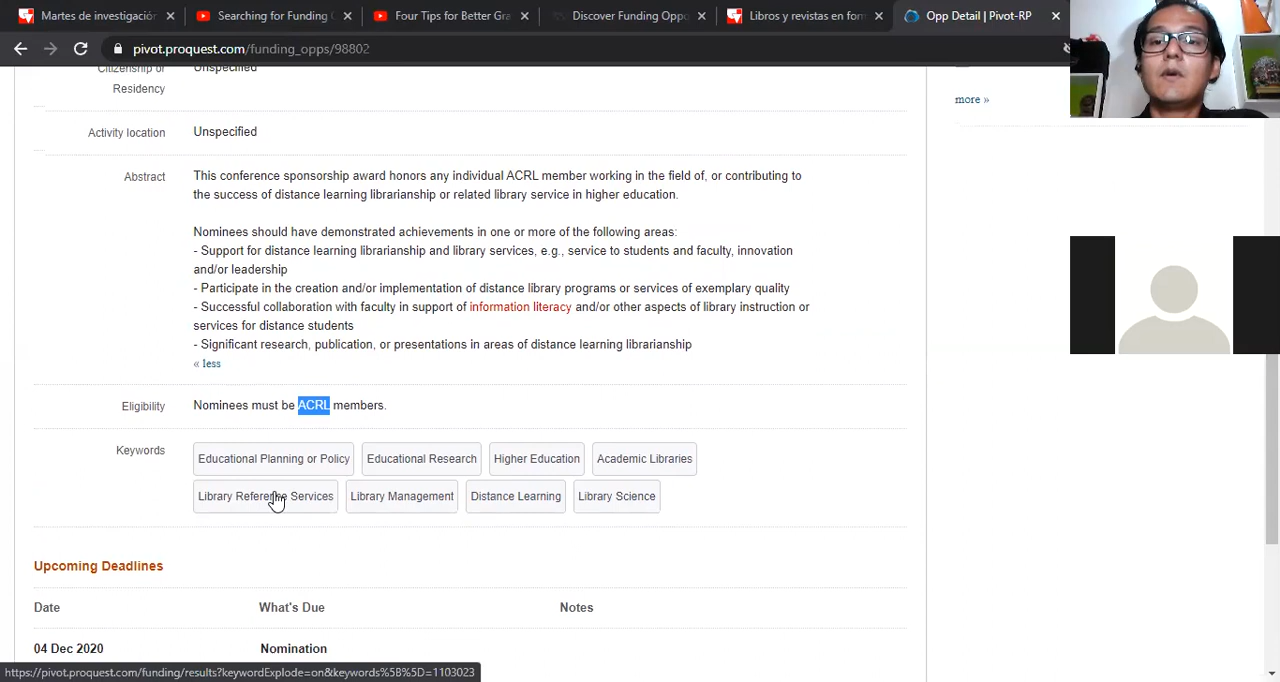 Martes de investigación
Searching for Funding O
Four Tips for Better Gra
Discover Funding Oppo
Libros y revistas en form
Opp Detail | Pivot-RP
pivot.proquest.com/funding_opps/98802
Citizenship or
Residency
Unspecified
more »
Activity location
Unspecified
Abstract
This conference sponsorship award honors any individual ACRL member working in the field of, or contributing to
the success of distance learning librarianship or related library service in higher education.
Nominees should have demonstrated achievements in one or more of the following areas:
- Support for distance learning librarianship and library services, e.g., service to students and faculty, innovation
and/or leadership
- Participate in the creation and/or implementation of distance library programs or services of exemplary quality
- Successful collaboration with faculty in support of information literacy and/or other aspects of library instruction or
services for distance students
- Significant research, publication, or presentations in areas of distance learning librarianship
« less
Eligibility
Nominees must be ACRL members.
Keywords
Educational Planning or Policy
Educational Research
Higher Education
Academic Libraries
Library Reference Services
Library Management
Distance Learning
Library Science
Upcoming Deadlines
Date
What's Due
Notes
04 Dec 2020
Nomination
https://pivot.proquest.com/funding/results?keywordExplode=on&keywords%5B%5D=1103023